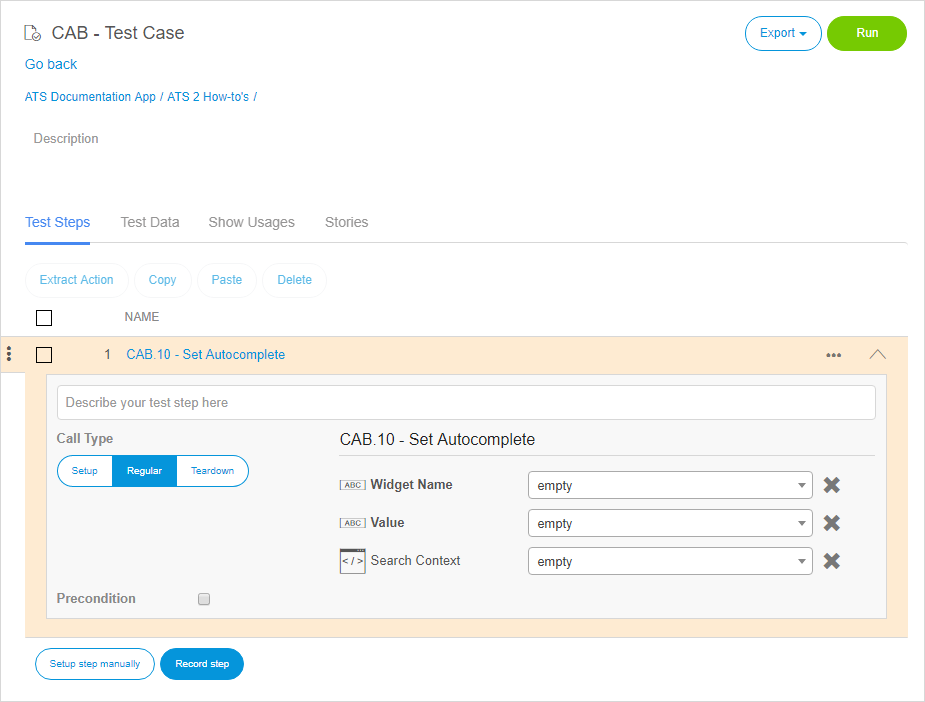 CAB - Test Case
Export
Run
Go back
ATS Documentation App / ATS 2 How-to's /
Description
Test Steps
Test Data
Show Usages
Stories
Extract Action
Copy
Paste
Delete
NAME
1 CAB.10 - Set Autocomplete
Describe your test step here
Call Type
Setup
Regular
Teardown
CAB.10 - Set Autocomplete
ABC Widget Name
empty
ABC Value
empty
</> Search Context
empty
Precondition
Setup step manually
Record step